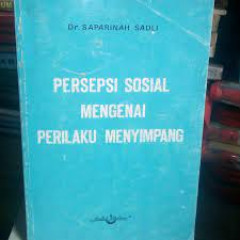 Dr. SAPARINAH SADLI
PERSEPSI SOSIAL
MENGENAI
PERILAKU MENYIMPANG